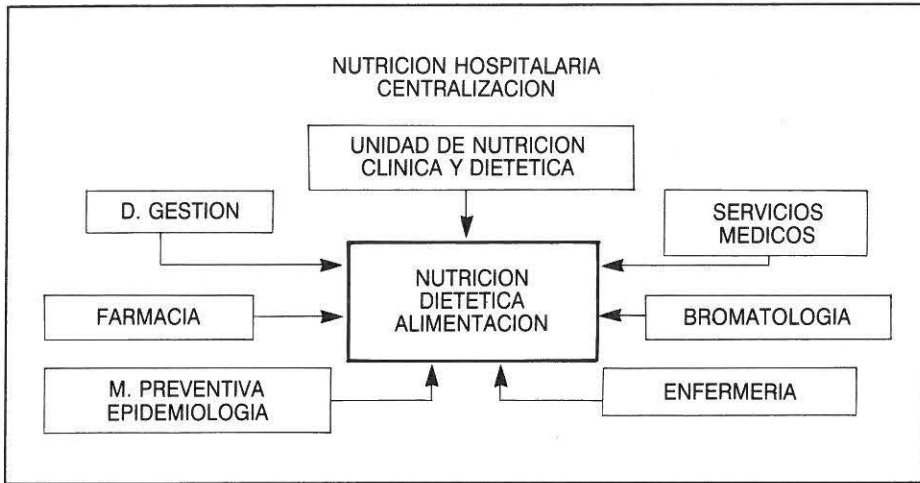 NUTRICION HOSPITALARIA
CENTRALIZACION
UNIDAD DE NUTRICION
CLINICA Y DIETETICA
D. GESTION
SERVICIOS
MEDICOS
NUTRICION
DIETETICA
ALIMENTACION
FARMACIA
BROMATOLOGIA
M. PREVENTIVA
EPIDEMIOLOGIA
ENFERMERIA